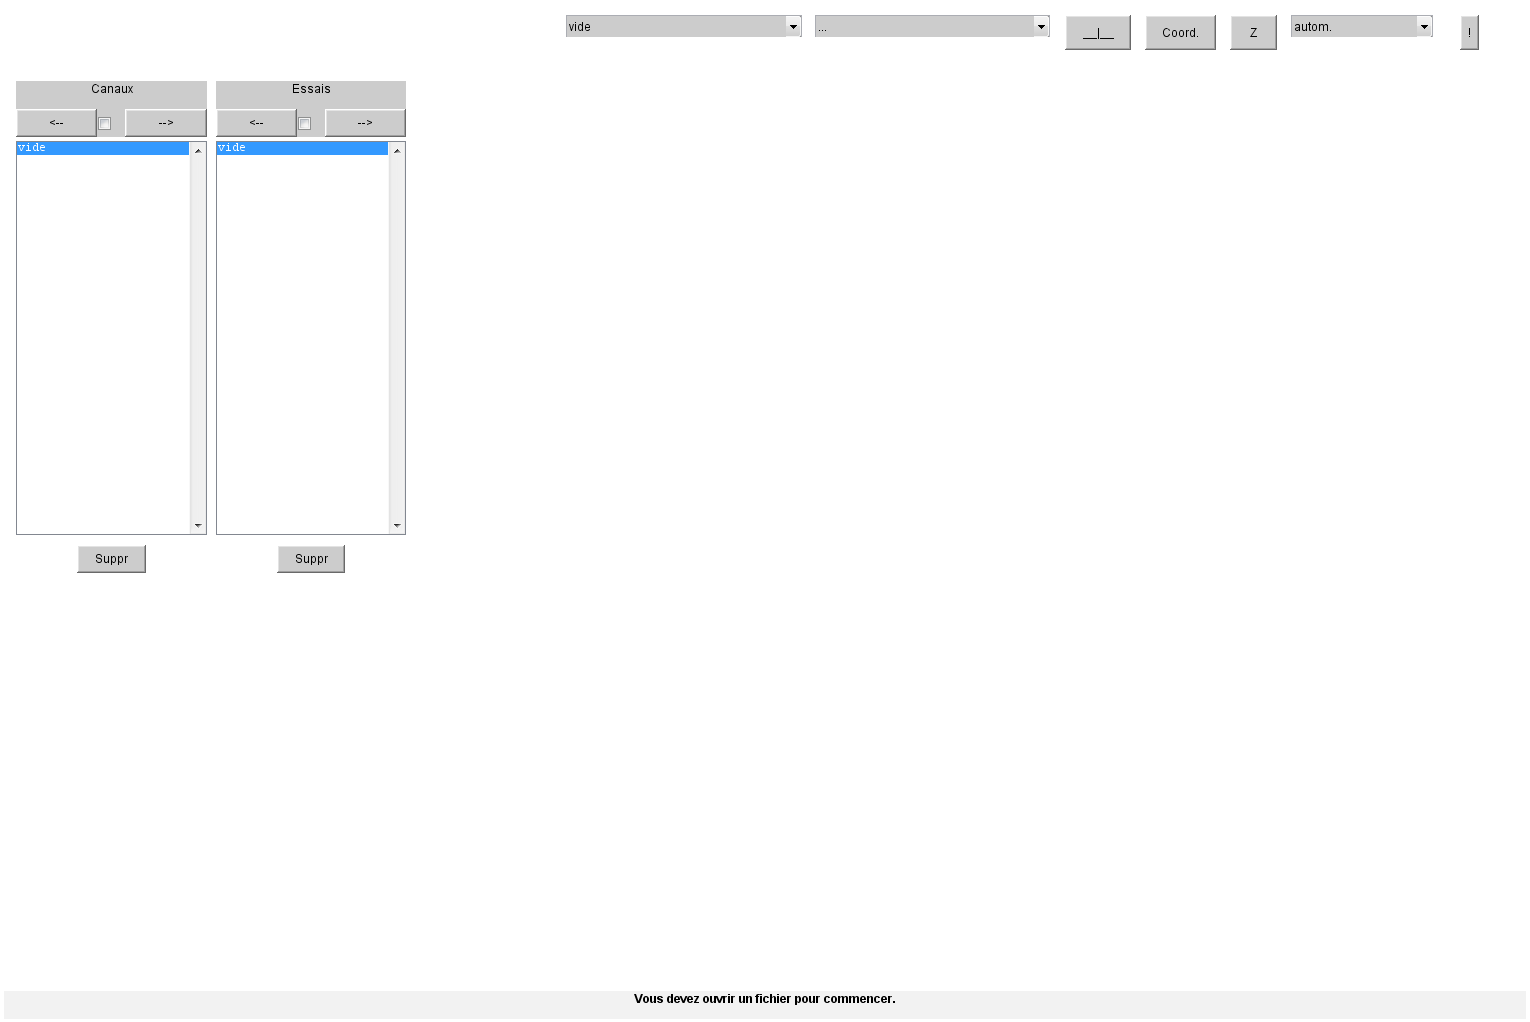 vide ... __|__ Coord. Z autom. !
Canaux Essais
<-- --> <-- -->
vide vide
Suppr Suppr
Vous devez ouvrir un fichier pour commencer.